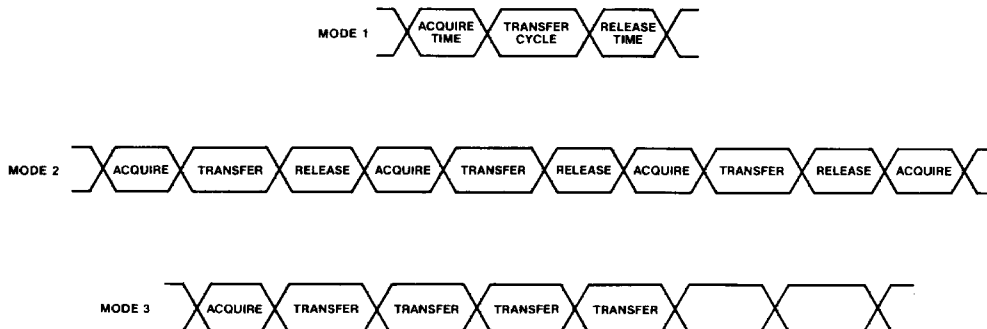 MODE 1 ACQUIRE TIME TRANSFER CYCLE RELEASE TIME
MODE 2 ACQUIRE TRANSFER RELEASE ACQUIRE TRANSFER RELEASE ACQUIRE TRANSFER RELEASE ACQUIRE
MODE 3 ACQUIRE TRANSFER TRANSFER TRANSFER TRANSFER